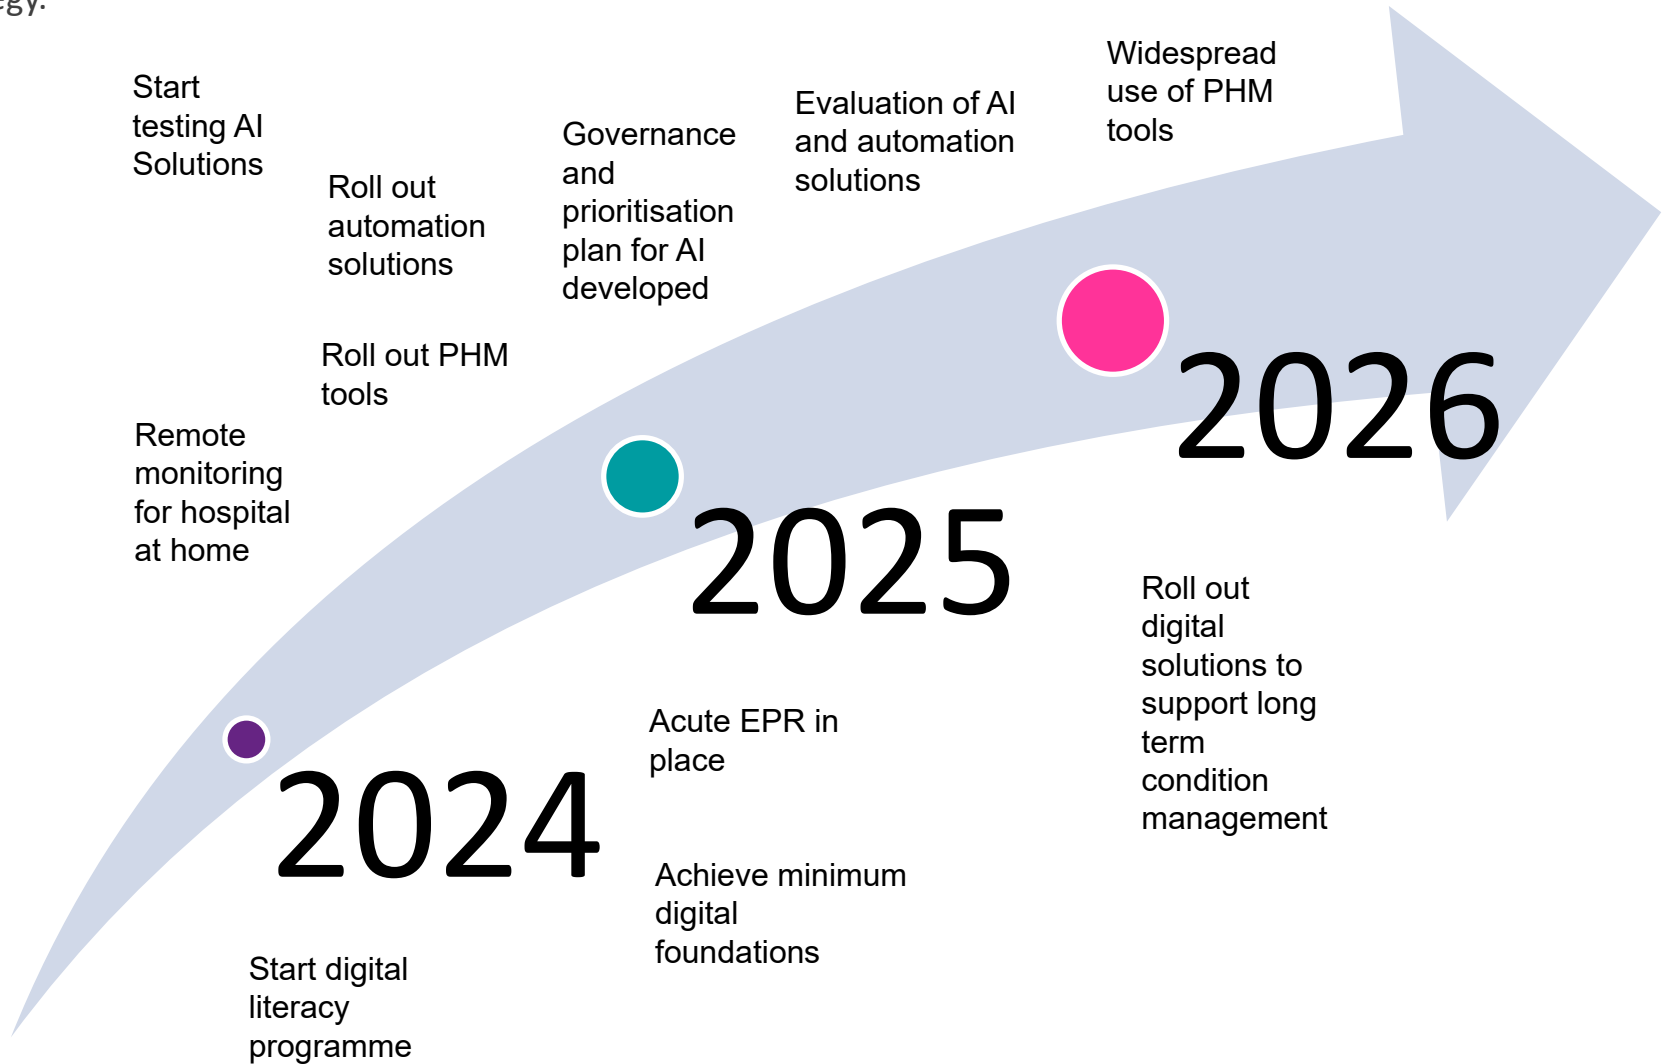 Start
testing AI
Solutions
Roll out
automation
solutions
Governance
and
prioritisation
plan for AI
developed
Evaluation of AI
and automation
solutions
Widespread
use of PHM
tools
Roll out PHM
tools
Remote
monitoring
for hospital
at home
2026
2025
2024
Roll out
digital
solutions to
support long
term
condition
management
Acute EPR in
place
Achieve minimum
digital
foundations
Start digital
literacy
programme